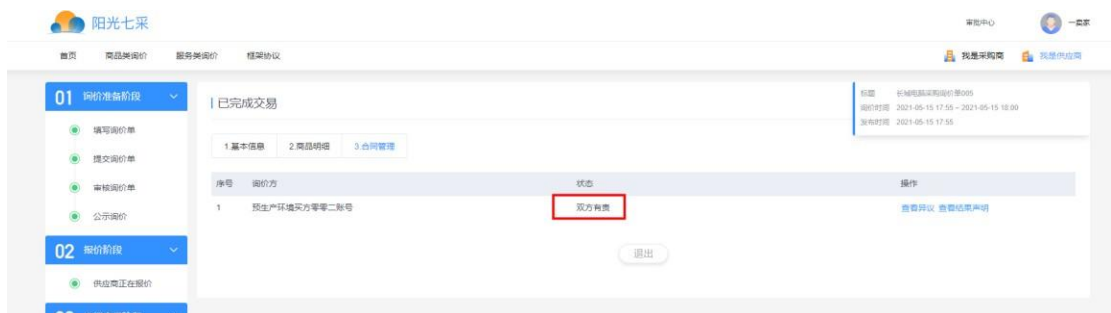 阳光七采
审批中心
一卖家
首页 商品类询价 服务类询价 框架协议
我是采购商 我是供应商
01 询价准备阶段
填写询价单
提交询价单
审核询价单
公示询价
02 报价阶段
供应商正在报价
已完成交易
标题 长城电脑采购询价单005
询价时间 2021-05-15 17:55 ~ 2021-05-15 18:00
发布时间 2021-05-15 17:55
1.基本信息 2.商品明细 3.合同管理
序号 询价方 状态 操作
1 预生产环境买方零零二账号 双方有责 查看异议 查看结束声明
退出